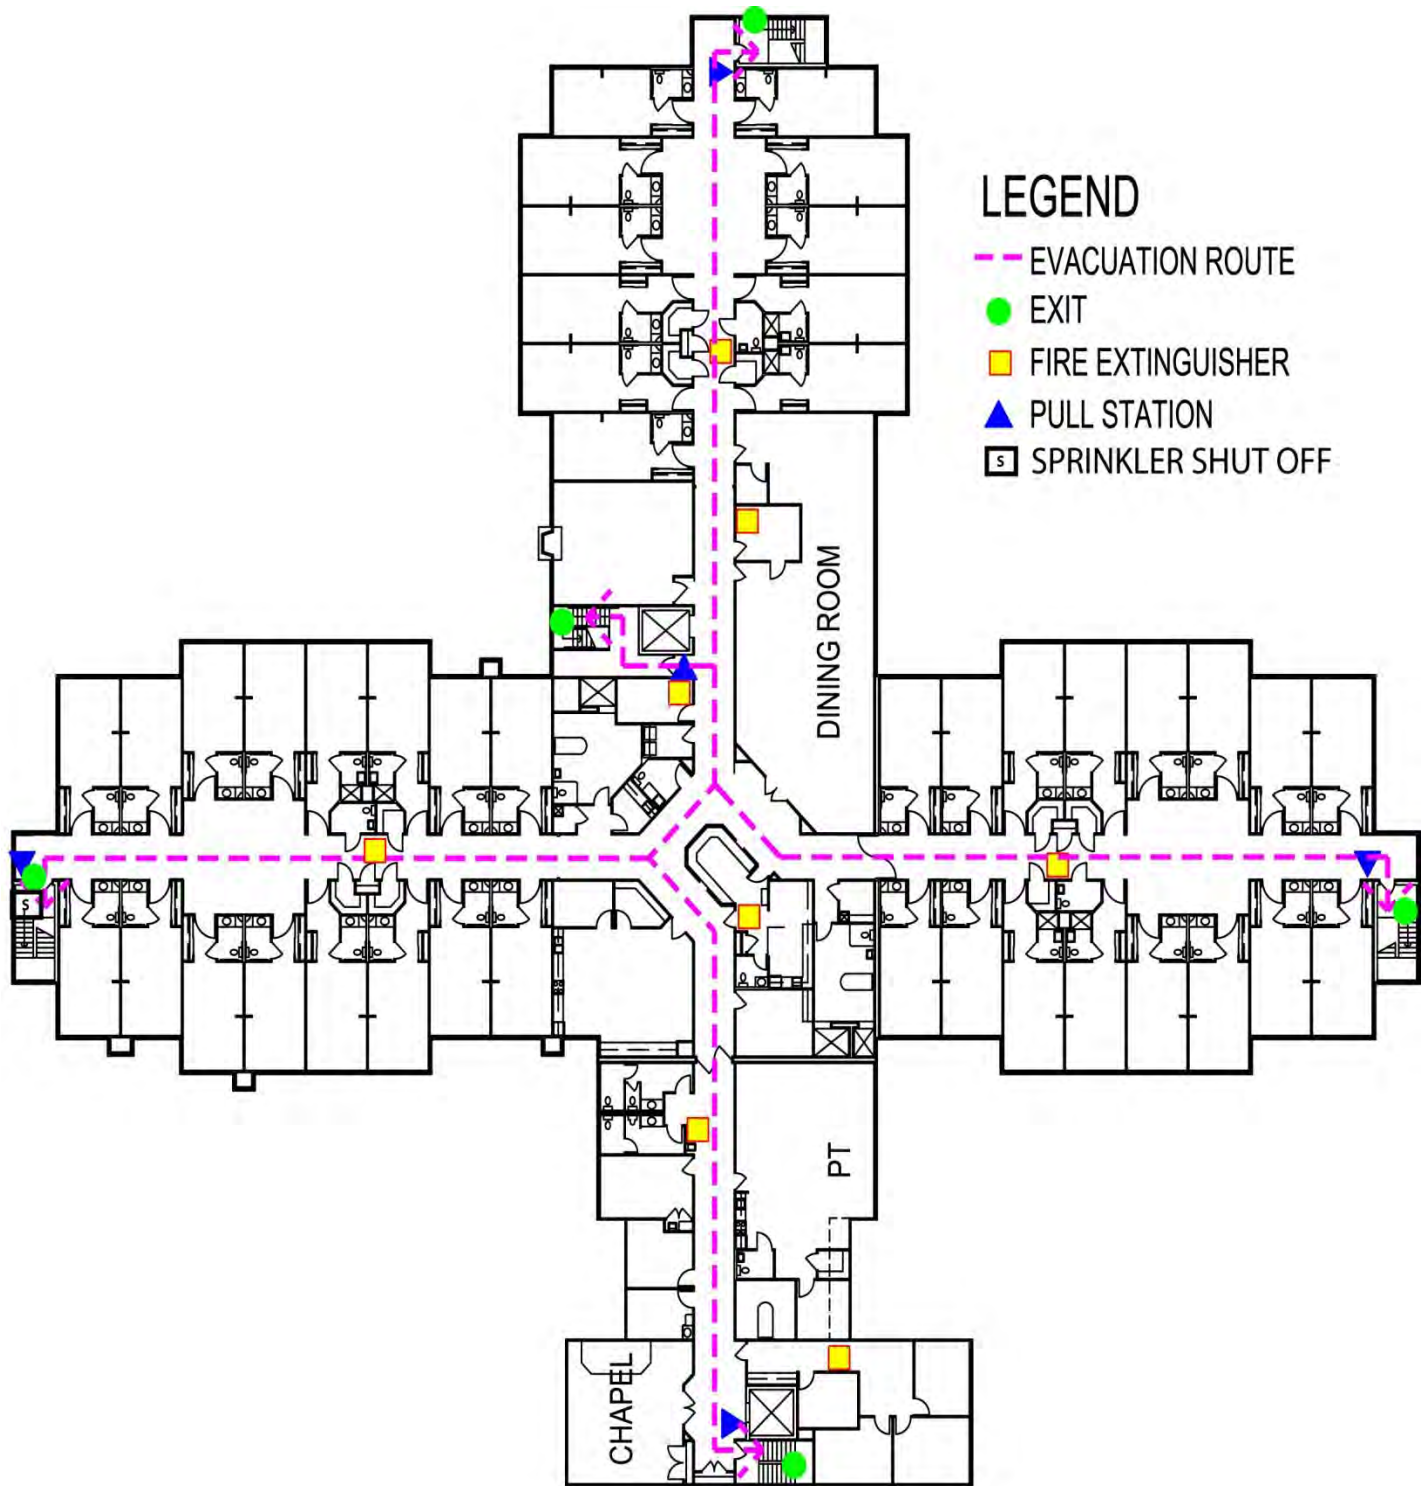 LEGEND
EVACUATION ROUTE
EXIT
FIRE EXTINGUISHER
PULL STATION
S SPRINKLER SHUT OFF
DINING ROOM
S
PT
CHAPEL